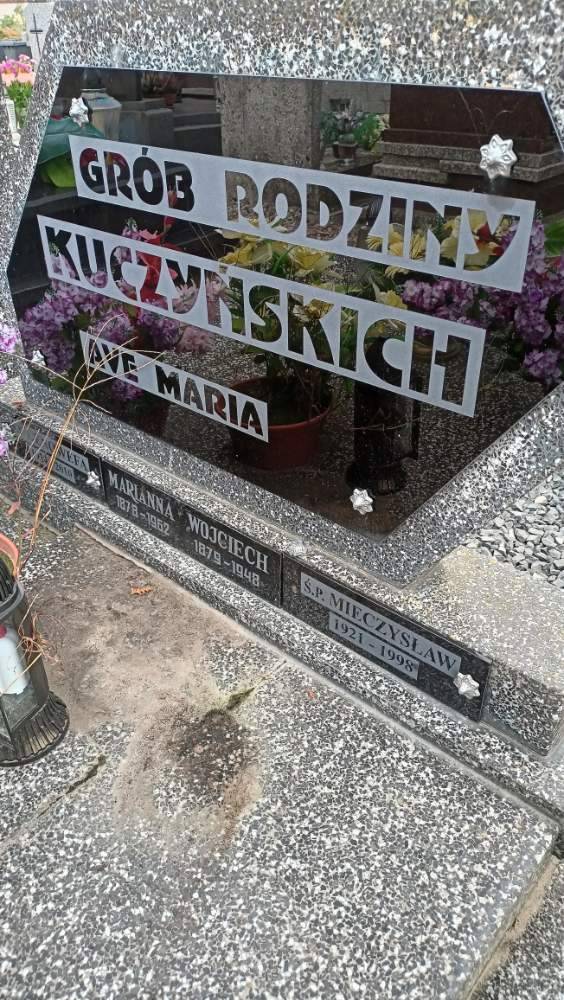 GRÓB RODZINY
KUCZYŃSKICH
AVE MARIA
MARIANNA
1878-1962
WOJCIECH
1879-1948
Ś.P. MIECZYSŁAW
1921-1998